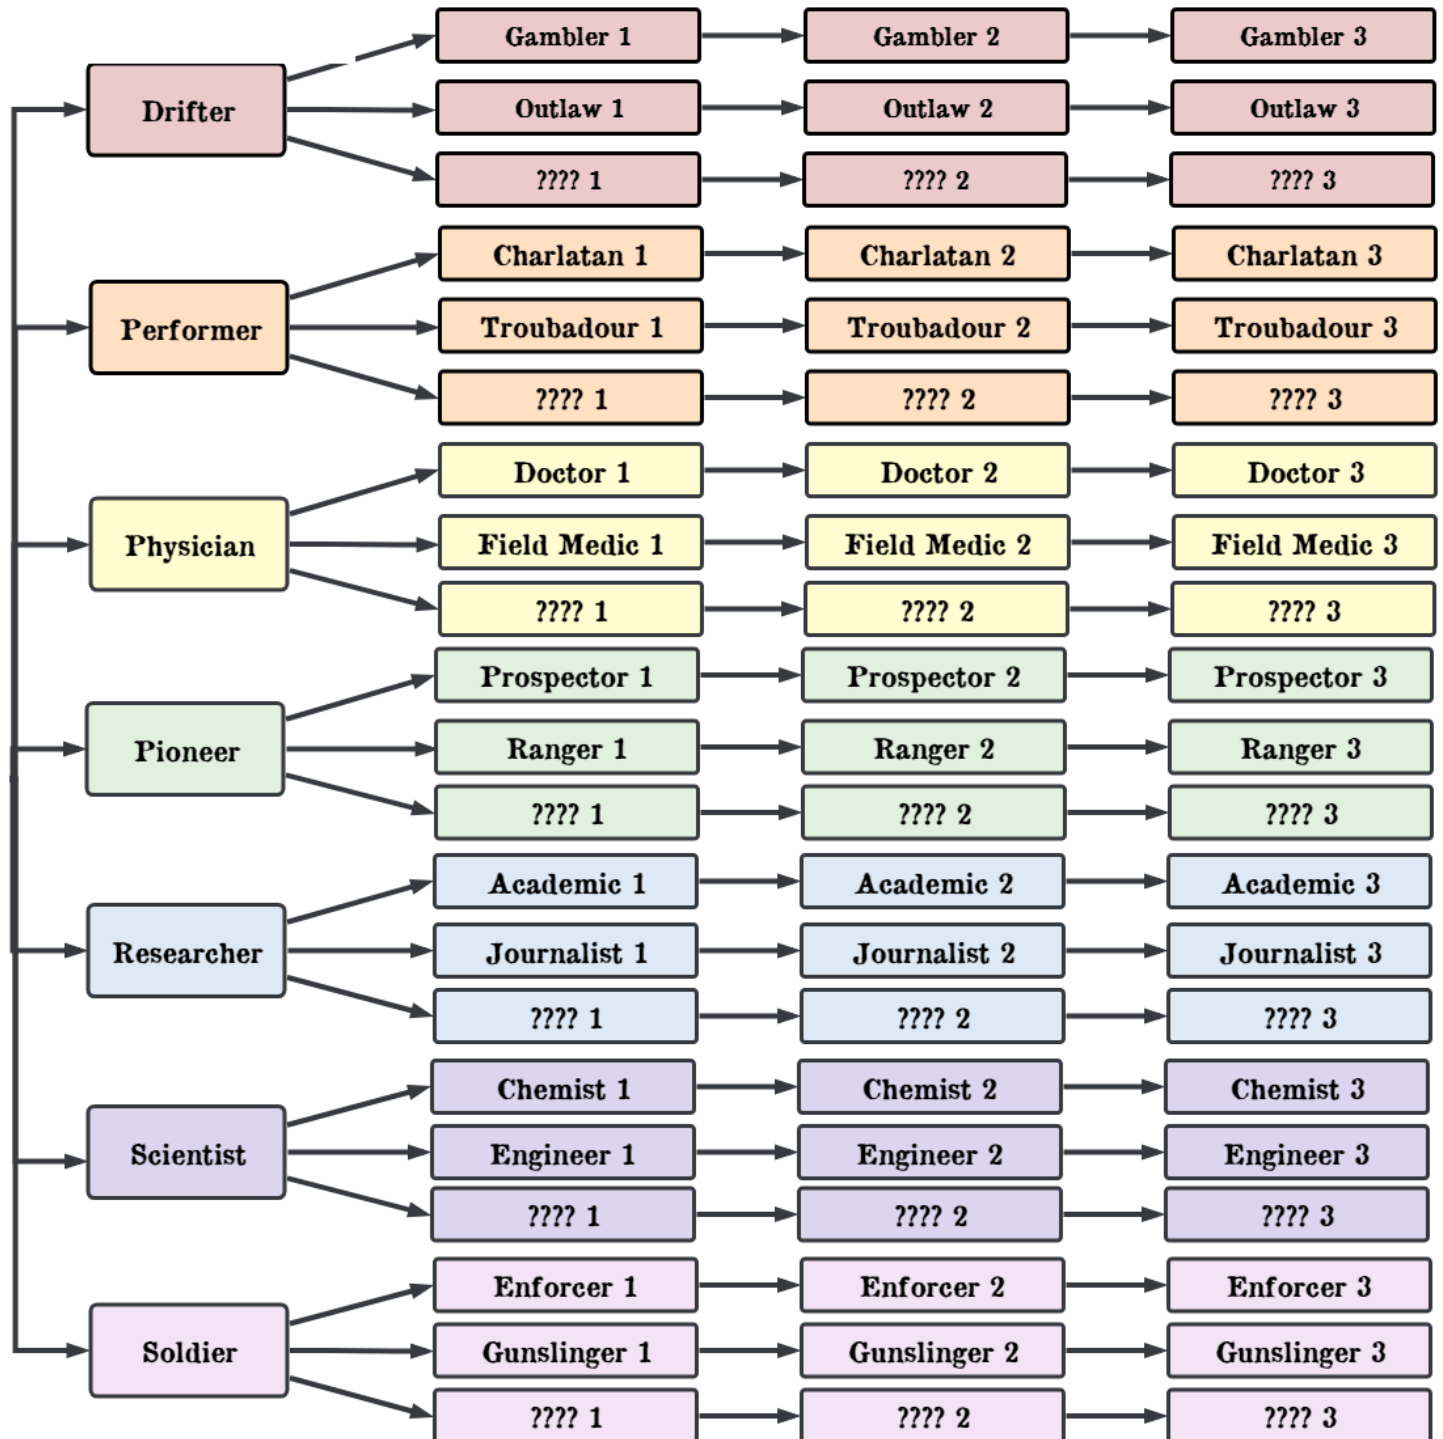 Gambler 1 Gambler 2 Gambler 3
Drifter Outlaw 1 Outlaw 2 Outlaw 3
???? 1 ???? 2 ???? 3
Charlatan 1 Charlatan 2 Charlatan 3
Performer Troubadour 1 Troubadour 2 Troubadour 3
???? 1 ???? 2 ???? 3
Doctor 1 Doctor 2 Doctor 3
Physician Field Medic 1 Field Medic 2 Field Medic 3
???? 1 ???? 2 ???? 3
Prospector 1 Prospector 2 Prospector 3
Pioneer Ranger 1 Ranger 2 Ranger 3
???? 1 ???? 2 ???? 3
Academic 1 Academic 2 Academic 3
Researcher Journalist 1 Journalist 2 Journalist 3
???? 1 ???? 2 ???? 3
Chemist 1 Chemist 2 Chemist 3
Scientist Engineer 1 Engineer 2 Engineer 3
???? 1 ???? 2 ???? 3
Enforcer 1 Enforcer 2 Enforcer 3
Soldier Gunslinger 1 Gunslinger 2 Gunslinger 3
???? 1 ???? 2 ???? 3